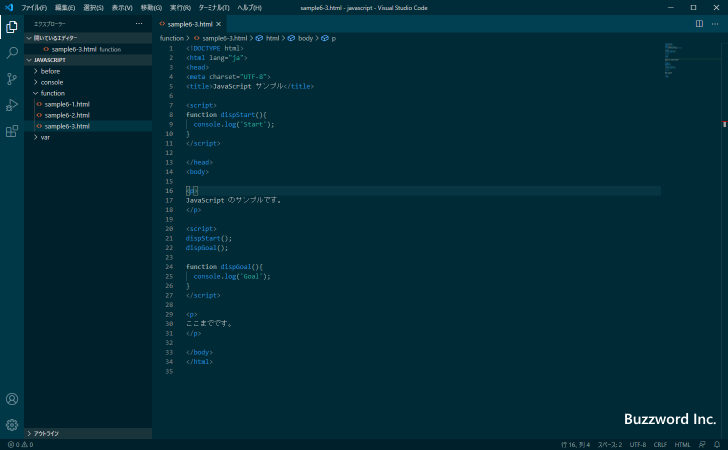 ファイル(F) 編集(E) 選択(S) 表示(V) 移動(G) 実行(R) ターミナル(T) ヘルプ(H) sample6-3.html - javascript - Visual Studio Code
エクスプローラー ···
開いているエディター
sample6-3.html function
JAVASCRIPT
before
console
function
sample6-1.html
sample6-2.html
sample6-3.html
var
アウトライン
sample6-3.html
function > sample6-3.html > html > body > p
1 <!DOCTYPE html>
2 <html lang="ja">
3 <head>
4 <meta charset="UTF-8">
5 <title>JavaScript サンプル</title>
6
7 <script>
8 function dispStart(){
9 console.log('Start');
10 }
11 </script>
12
13 </head>
14 <body>
15
16 <p>
17 JavaScript のサンプルです。
18 </p>
19
20 <script>
21 dispStart();
22 dispGoal();
23
24 function dispGoal(){
25 console.log('Goal');
26 }
27 </script>
28
29 <p>
30 ここまでです。
31 </p>
32
33 </body>
34 </html>
35
Buzzword Inc.
0 0 行 16, 列 4 スペース: 2 UTF-8 CRLF HTML